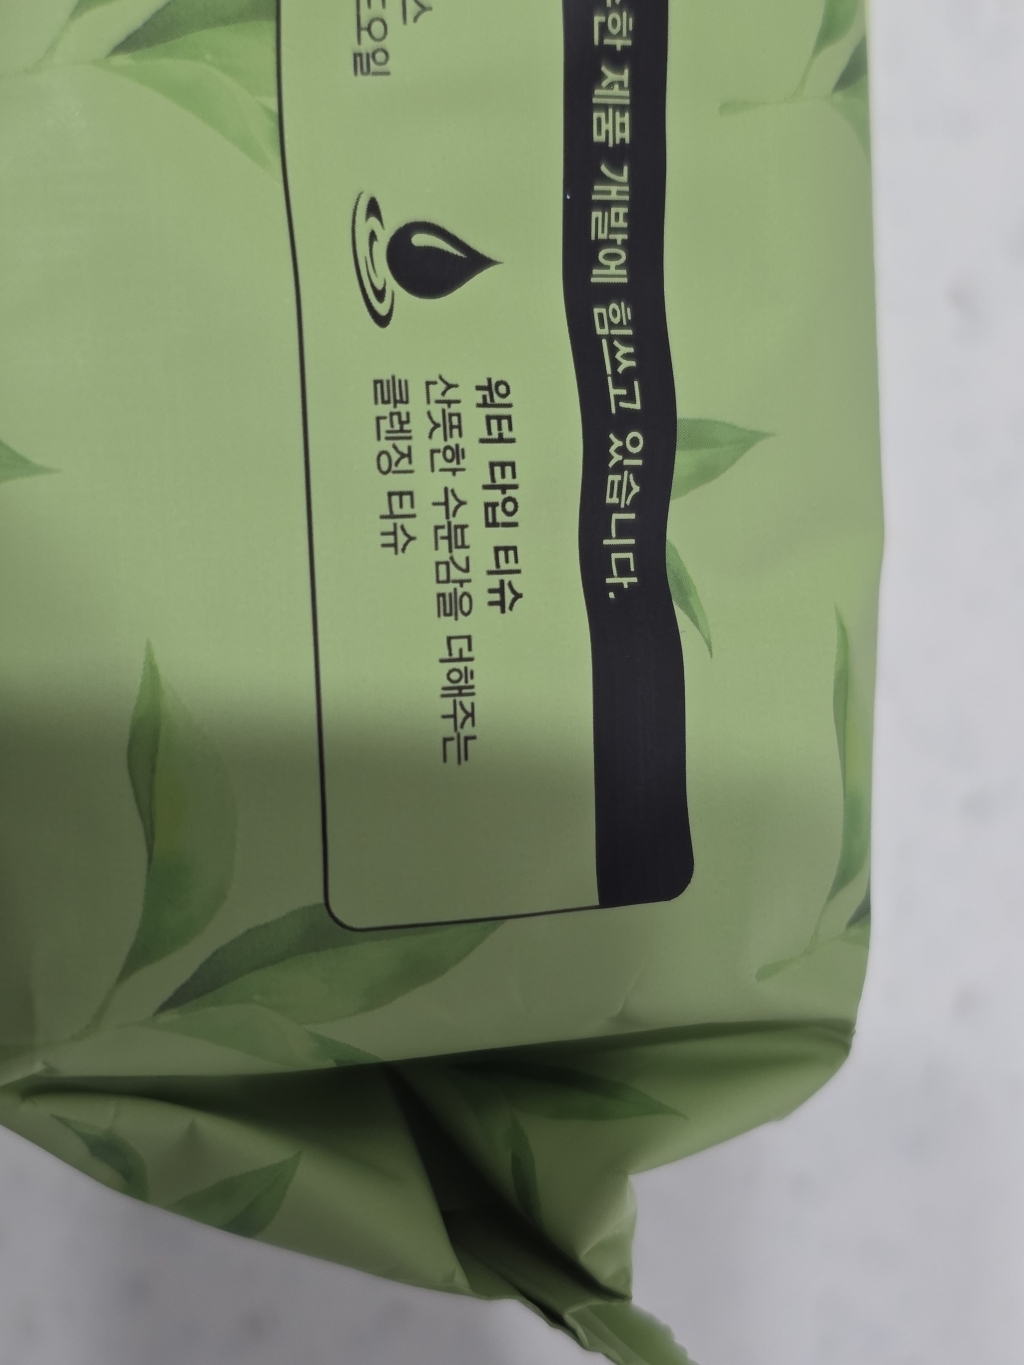 제품 개발에 힘쓰고 있습니다.
워터 타입 티슈
산뜻한 수분감을 더해주는
클렌징 티슈